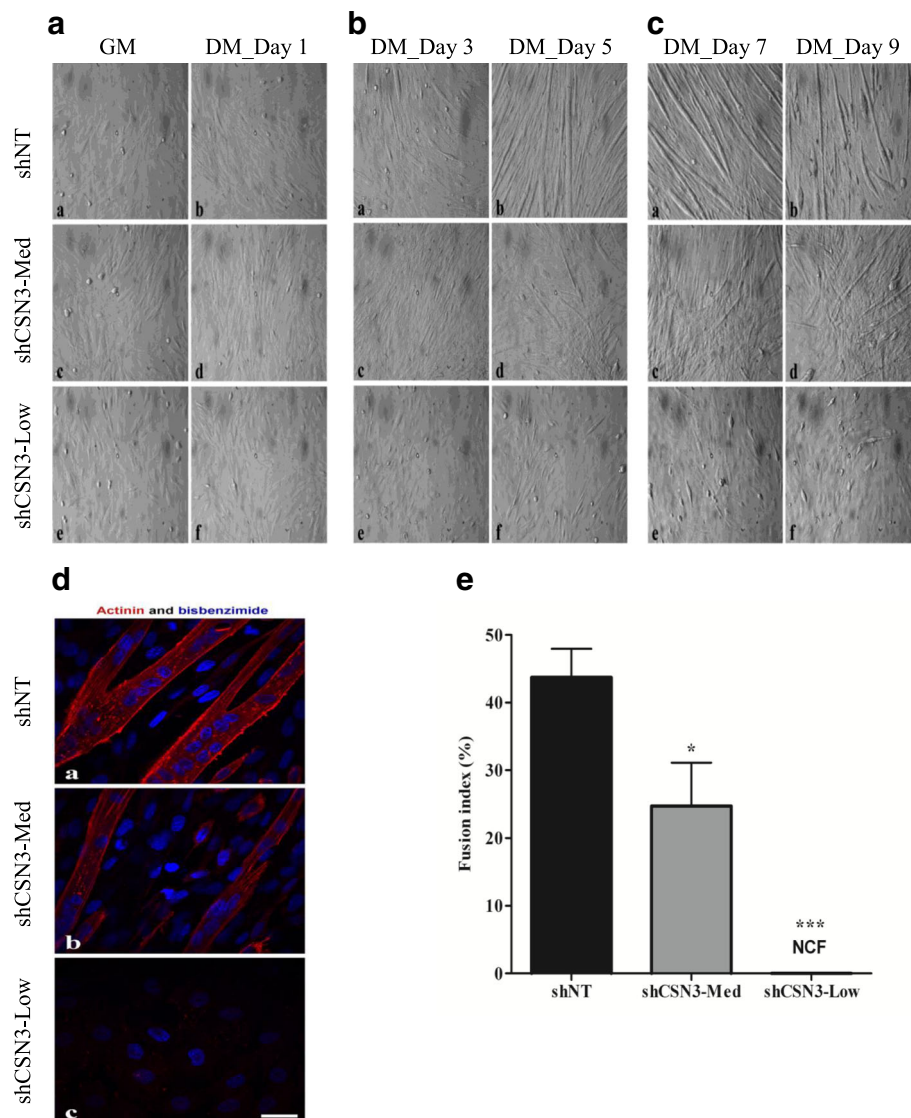 a
b
c
GM
DM_Day 1
DM_Day 3
DM_Day 5
DM_Day 7
DM_Day 9
shNT
a
b
a
b
a
b
shCSN3-Med
c
d
c
d
c
d
shCSN3-Low
e
f
e
f
e
f
d
Actinin and bisbenzimide
shNT
a
shCSN3-Med
b
shCSN3-Low
c
e
Fusion index (%)
50
40
30
20
10
0
*
***
NCF
shNT
shCSN3-Med
shCSN3-Low